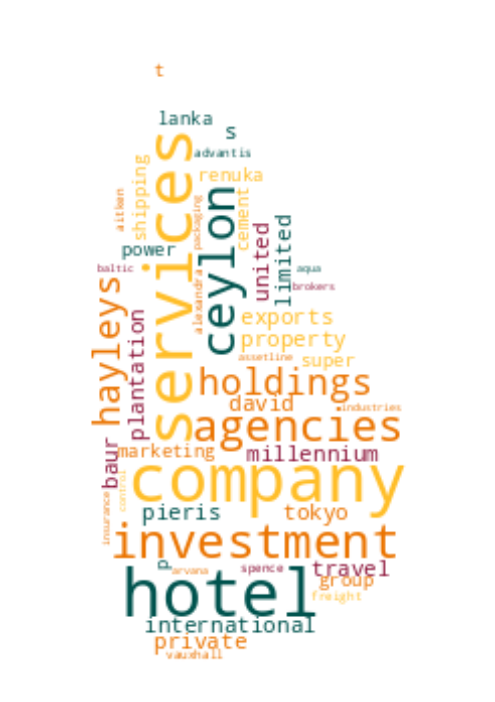 t
lanka
s
services
advantis
shipping
renuka
aitken
packaging
ceylon
cement
united
limited
power
baltic
alexandra
aqua
brokers
hayleys
plantation
exports
property
assetline
super
holdings
david
industries
agencies
marketing
millennium
baur
company
control
insurance
pieris
tokyo
investment
p
arvana
spence
travel
hotel
group
freight
international
private
vauxhall